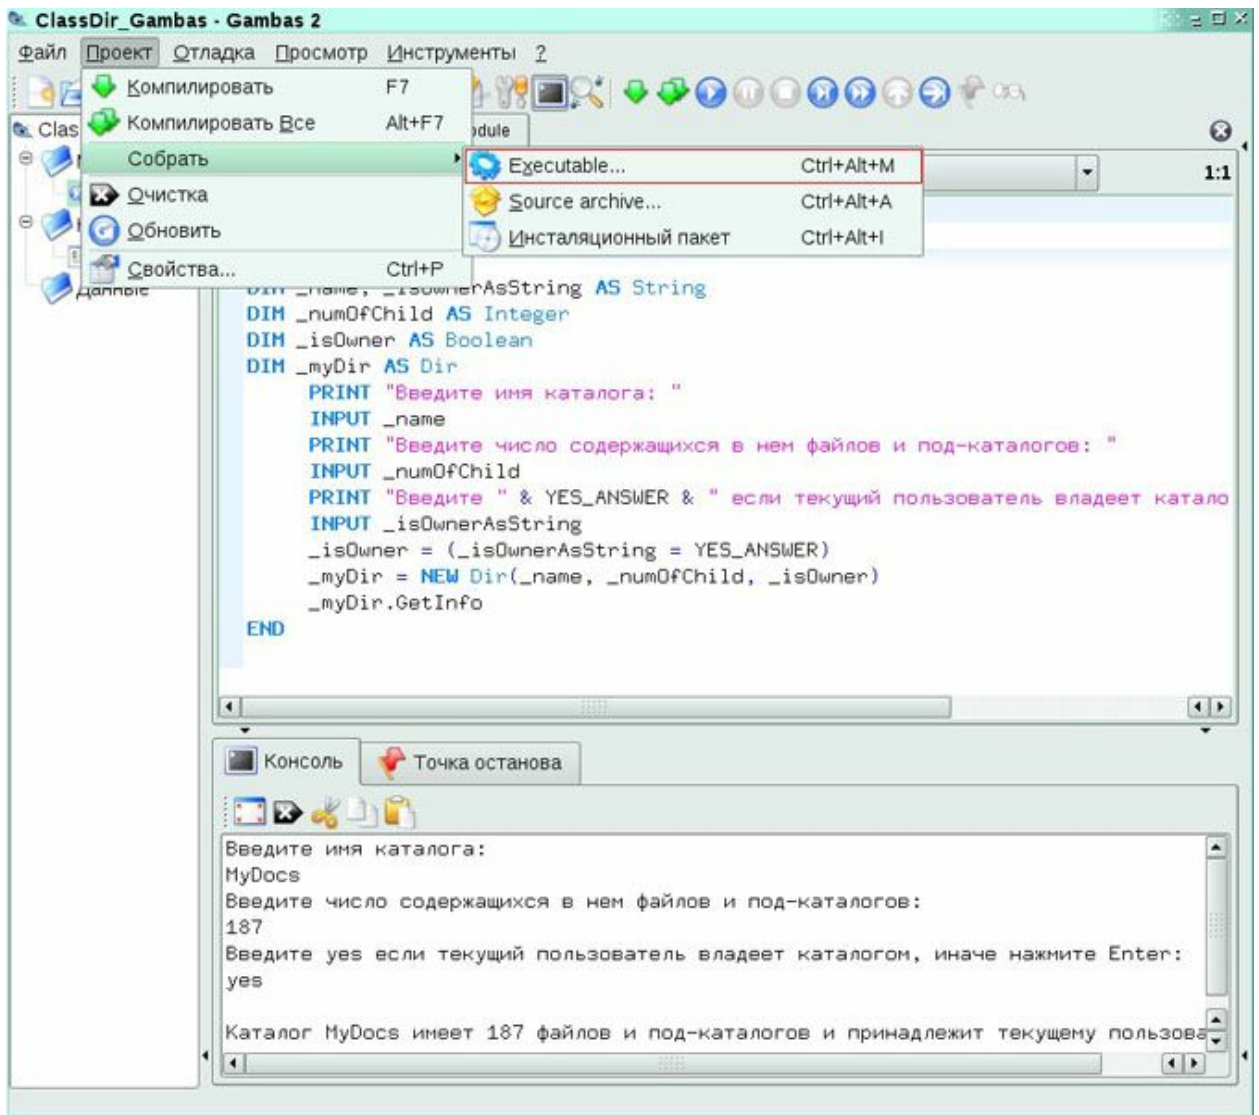 ClassDir_Gambas - Gambas 2
Файл Проект Отладка Просмотр Инструменты ?
Компилировать F7
Компилировать Все Alt+F7
Собрать
Очистка
Обновить
Свойства... Ctrl+P
Executable... Ctrl+Alt+M
Source archive... Ctrl+Alt+A
Инсталяционный пакет Ctrl+Alt+I
Clas
dule
1:1
Данные
DIM _name, _isOwnerAsString AS String
DIM _numOfChild AS Integer
DIM _isOwner AS Boolean
DIM _myDir AS Dir
PRINT "Введите имя каталога: "
INPUT _name
PRINT "Введите число содержащихся в нем файлов и под-каталогов: "
INPUT _numOfChild
PRINT "Введите " & YES_ANSWER & " если текущий пользователь владеет катало
INPUT _isOwnerAsString
_isOwner = (_isOwnerAsString = YES_ANSWER)
_myDir = NEW Dir(_name, _numOfChild, _isOwner)
_myDir.GetInfo
END
Консоль Точка останова
Введите имя каталога:
MyDocs
Введите число содержащихся в нем файлов и под-каталогов:
187
Введите yes если текущий пользователь владеет каталогом, иначе нажмите Enter:
yes
Каталог MyDocs имеет 187 файлов и под-каталогов и принадлежит текущему пользова